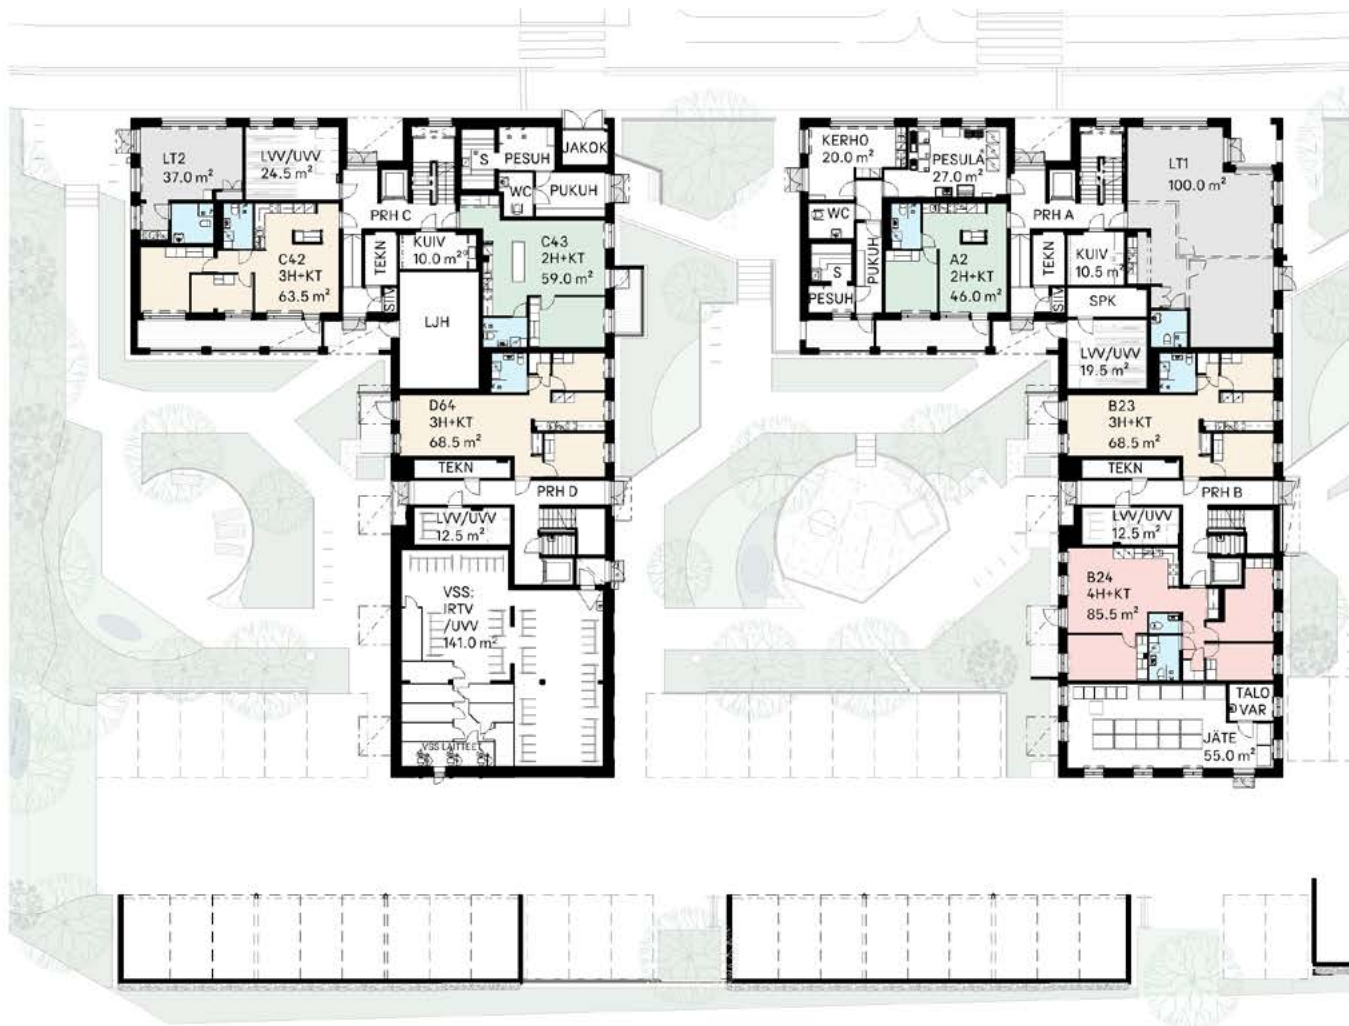 LT2
37.0 m²
LVV/UVV
24.5 m²
S
PESUH
JAKOK
WC
PUKUH
PRH C
C42
3H+KT
63.5 m²
TEKN
KUIV
10.0 m²
C43
2H+KT
59.0 m²
SIIV
LJH
D64
3H+KT
68.5 m²
TEKN
PRH D
LVV/UVV
12.5 m²
VSS:
IRTV
/UVV
141.0 m²
VSS LAITTEET
KERHO
20.0 m²
PESULA
27.0 m²
LT1
100.0 m²
WC
PUKUH
PRH A
A2
2H+KT
46.0 m²
TEKN
KUIV
10.5 m²
S
PESUH
SIIV
SPK
LVV/UVV
19.5 m²
B23
3H+KT
68.5 m²
TEKN
PRH B
LVV/UVV
12.5 m²
B24
4H+KT
85.5 m²
TALO
VAR
JÄTE
55.0 m²